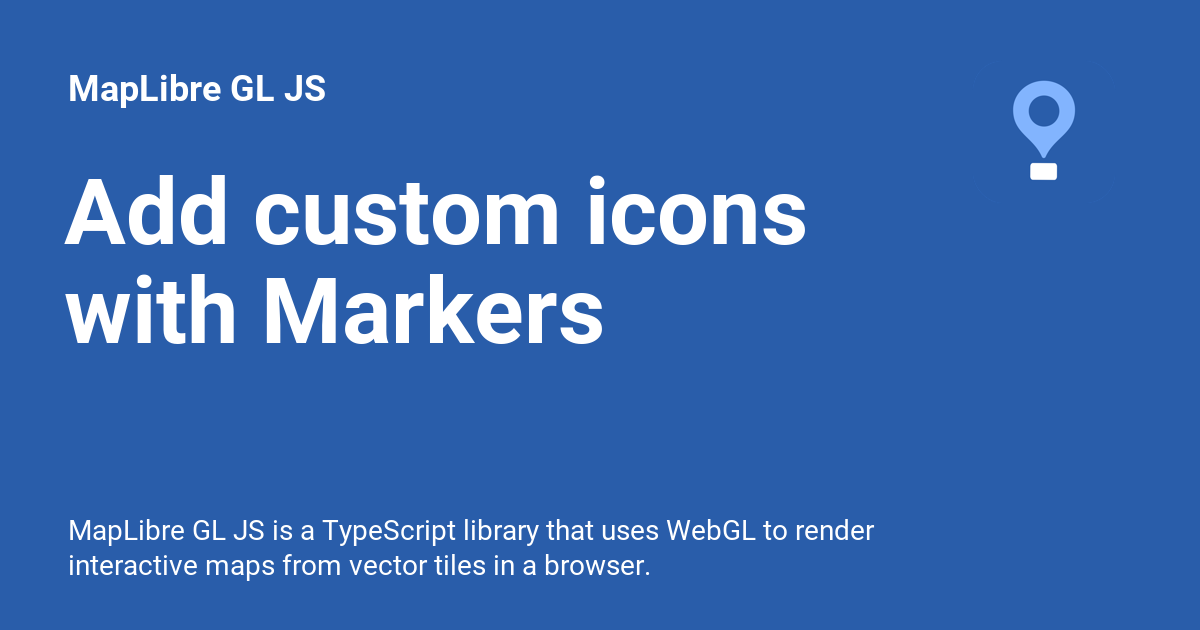 MapLibre GL JS
Add custom icons
with Markers
MapLibre GL JS is a TypeScript library that uses WebGL to render
interactive maps from vector tiles in a browser.